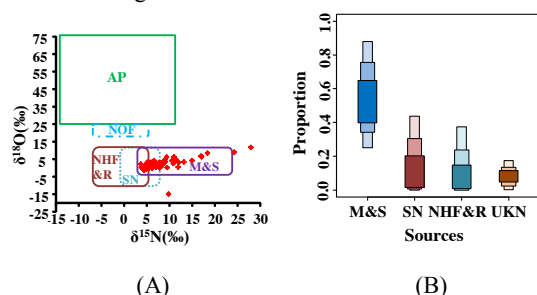 75
65
55
45
35
25
15
5
-5
-15
-25
δ¹⁸O(‰)
AP
NOF
NHF
&R
SN
M&S
-15 -10 -5 0 5 10 15 20 25 30
δ¹⁵N(‰)
(A)
1.0
0.8
0.6
0.4
0.2
0.0
Proportion
M&S SN NHF&R UKN
Sources
(B)